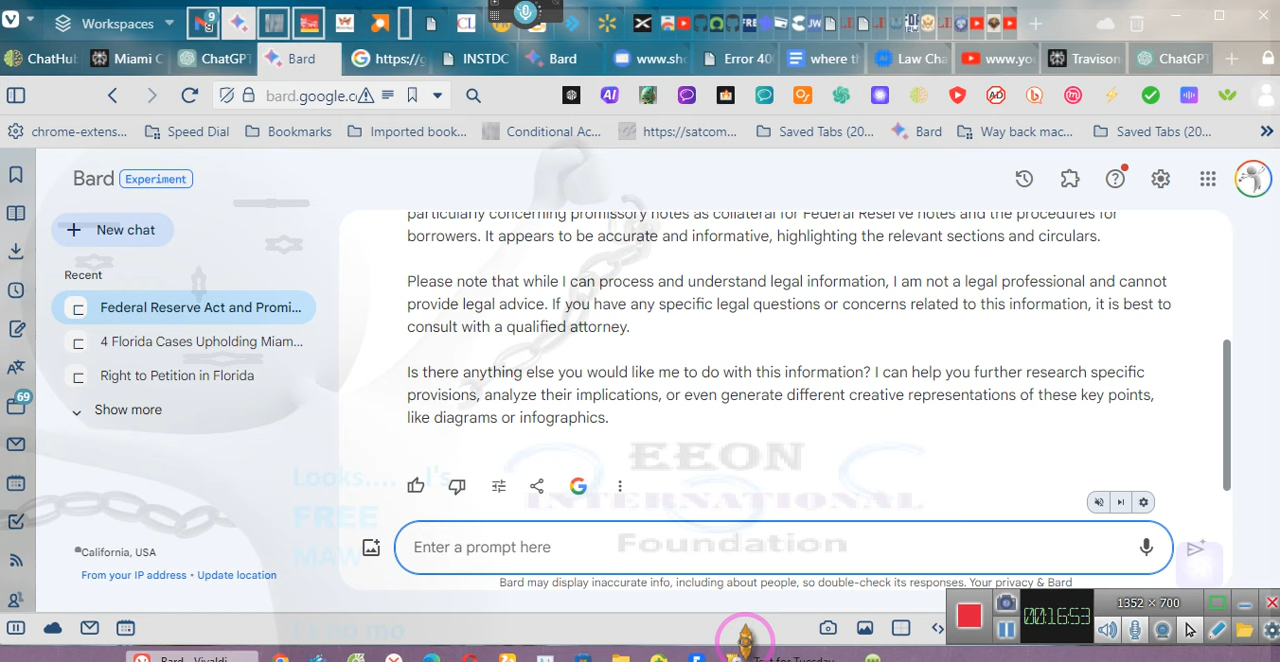 Workspaces
ChatHu
Miami C
ChatGPT
Bard
https://g
INSTDC
Bard
www.sh
Error 40
where t
Law Cha
www.yo
Travison
ChatGPT
bard.google.c
chrome-extens...
Speed Dial
Bookmarks
Imported book...
Conditional Ac...
https://satcom...
Saved Tabs (20...
Bard
Way back mac...
Saved Tabs (20...
Bard
Experiment
New chat
Recent
Federal Reserve Act and Promi...
4 Florida Cases Upholding Miam...
Right to Petition in Florida
Show more
69
particularly concerning promissory notes as collateral for Federal Reserve notes and the procedures for
borrowers. It appears to be accurate and informative, highlighting the relevant sections and circulars.
Please note that while I can process and understand legal information, I am not a legal professional and cannot
provide legal advice. If you have any specific legal questions or concerns related to this information, it is best to
consult with a qualified attorney.
Is there anything else you would like me to do with this information? I can help you further research specific
provisions, analyze their implications, or even generate different creative representations of these key points,
like diagrams or infographics.
EEON
INTERNATIONAL
Foundation
Looks.... I's
FREE
MAW
I's no mo
Enter a prompt here
California, USA
From your IP address • Update location
Bard may display inaccurate info, including about people, so double-check its responses. Your privacy & Bard
1352 × 700
00:16:53
Bard - Vivaldi
Test for Tuesday